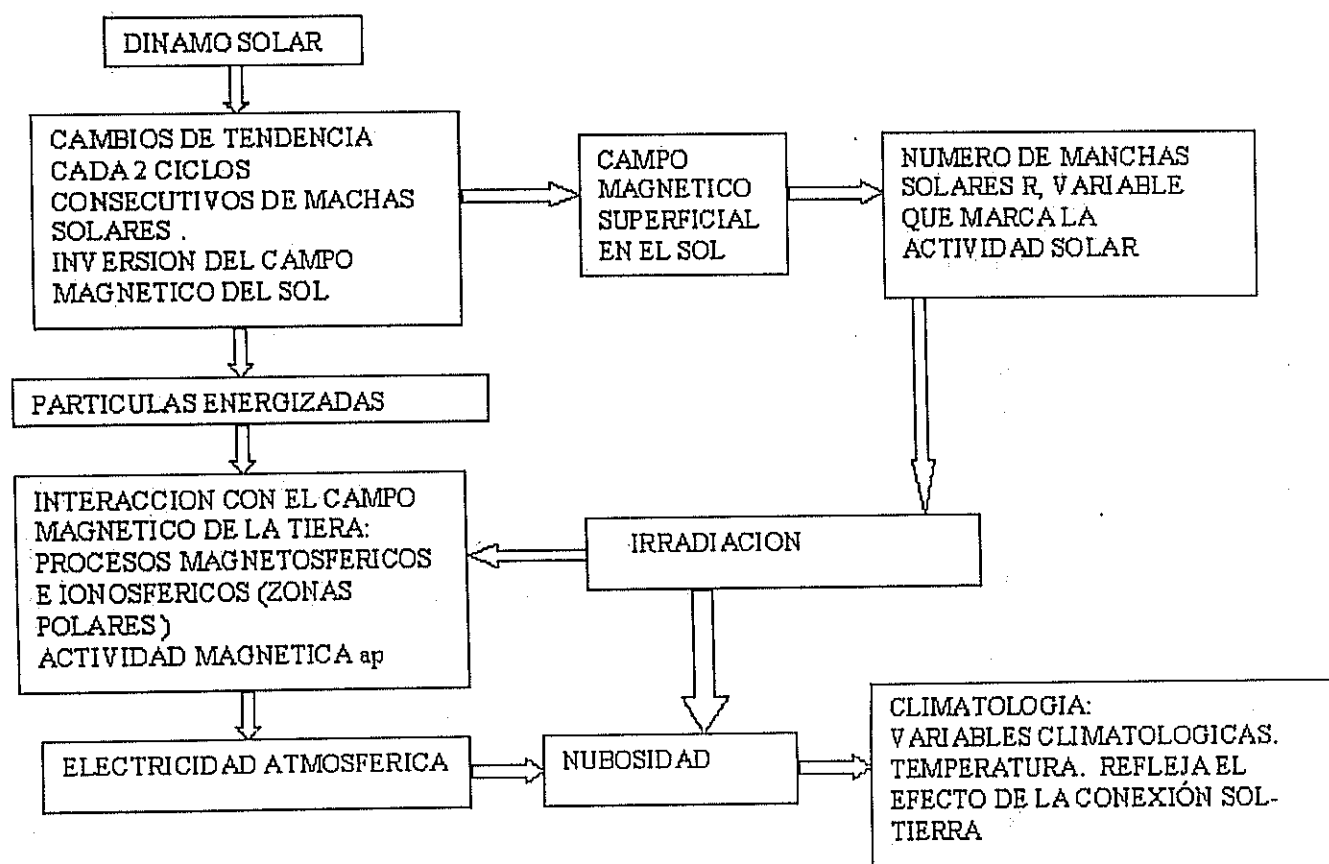 DINAMO SOLAR
CAMBIOS DE TENDENCIA
CADA 2 CICLOS
CONSECUTIVOS DE MACHAS
SOLARES .
INVERSION DEL CAMPO
MAGNETICO DEL SOL
CAMPO
MAGNETICO
SUPERFICIAL
EN EL SOL
NUMERO DE MANCHAS
SOLARES R, VARIABLE
QUE MARCA LA
ACTIVIDAD SOLAR
PARTICULAS ENERGIZADAS
INTERACCION CON EL CAMPO
MAGNETICO DE LA TIERA:
PROCESOS MAGNETOSFERICOS
E IONOSFERICOS (ZONAS
POLARES)
ACTIVIDAD MAGNETICA ap
IRRADIACION
ELECTRICIDAD ATMOSFERICA
NUBOSIDAD
CLIMATOLOGIA:
VARIABLES CLIMATOLOGICAS.
TEMPERATURA. REFLEJA EL
EFECTO DE LA CONEXIÓN SOL-
TIERRA